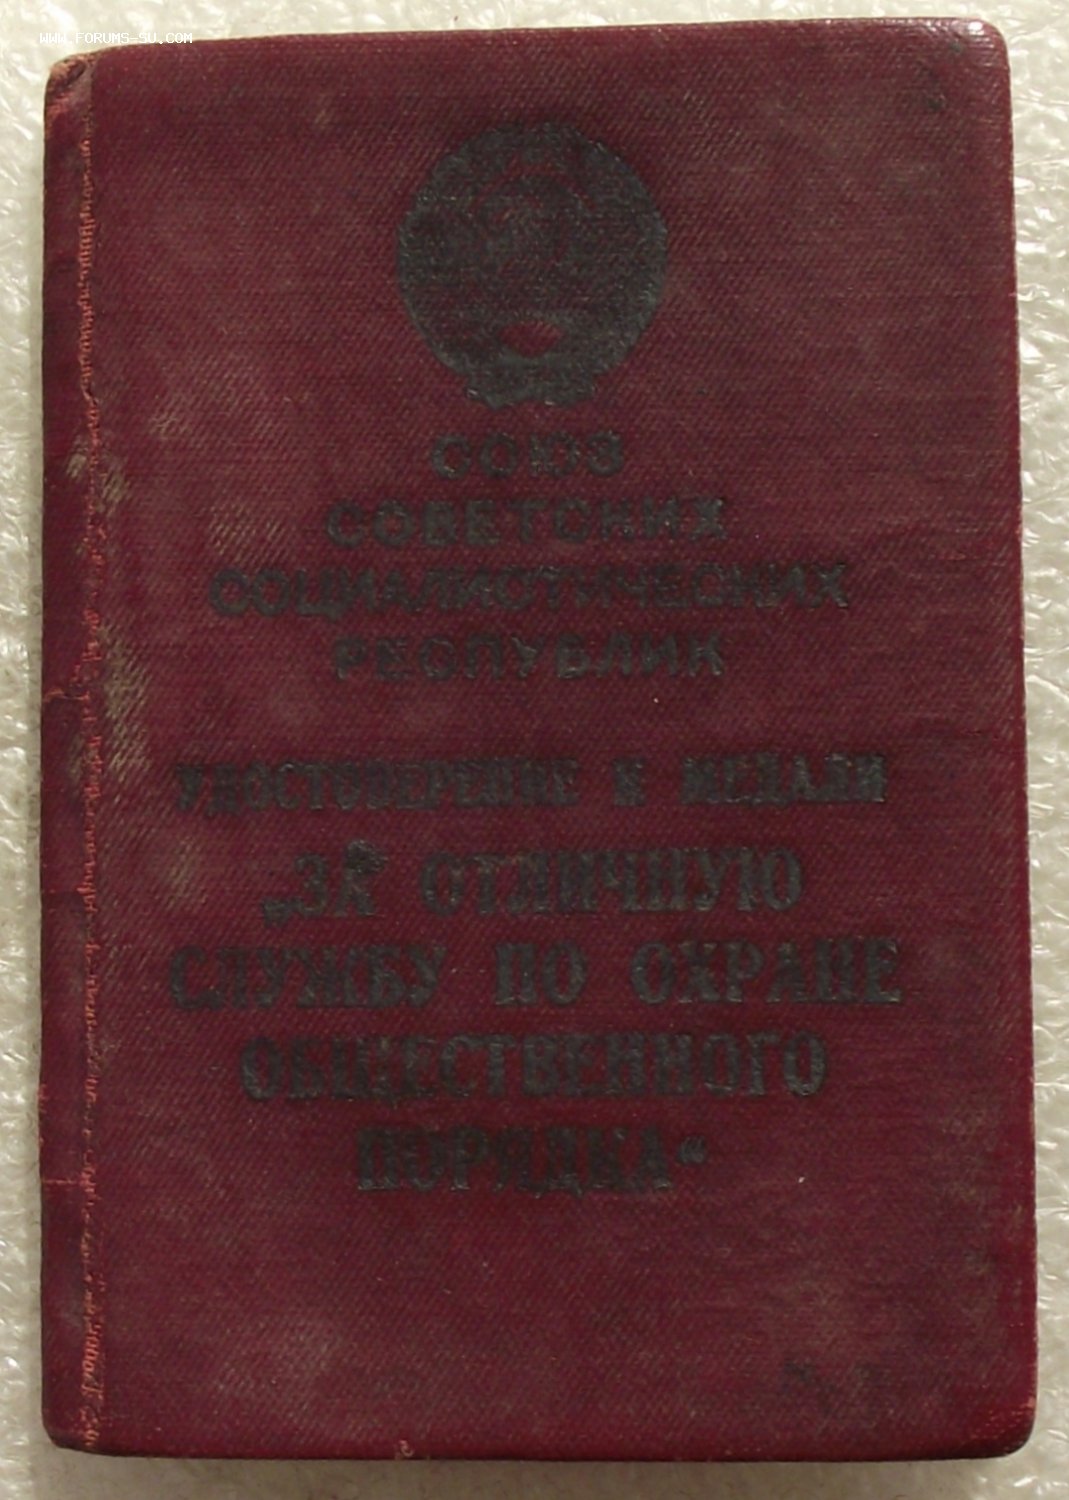 WWW.FORUMS-SU.COM
СОЮЗ
СОВЕТСКИХ
СОЦИАЛИСТИЧЕСКИХ
РЕСПУБЛИК
УДОСТОВЕРЕНИЕ К МЕДАЛИ
„ЗА ОТЛИЧНУЮ
СЛУЖБУ ПО ОХРАНЕ
ОБЩЕСТВЕННОГО
ПОРЯДКА“